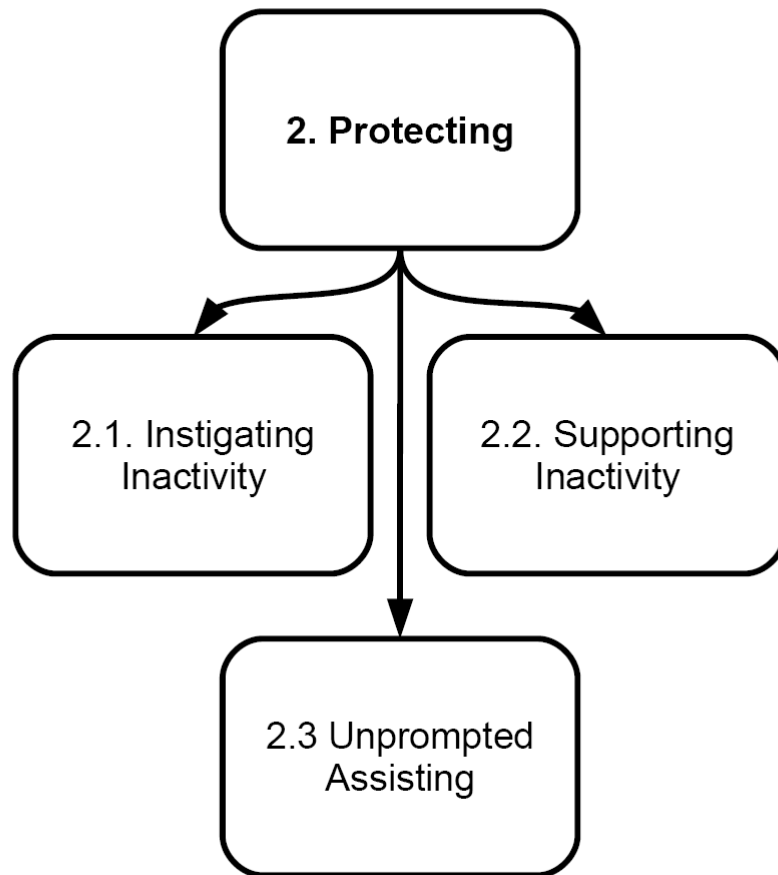 2. Protecting
2.1. Instigating
Inactivity
2.2. Supporting
Inactivity
2.3 Unprompted
Assisting